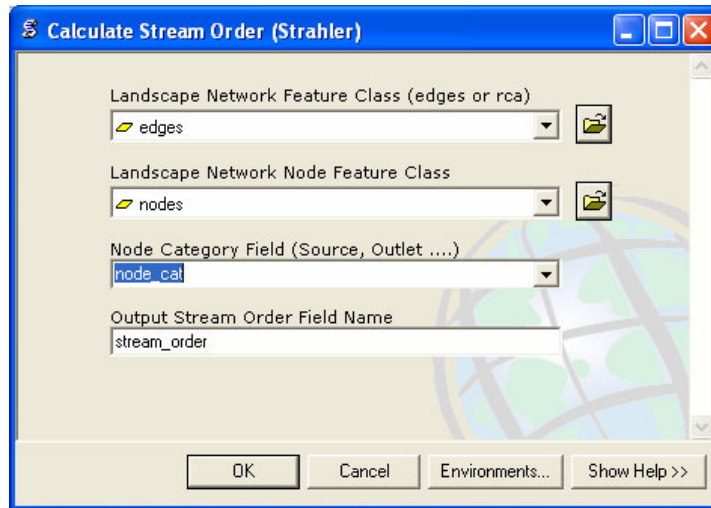 Calculate Stream Order (Strahler)
Landscape Network Feature Class (edges or rca)
edges
Landscape Network Node Feature Class
nodes
Node Category Field (Source, Outlet ....)
node_cat
Output Stream Order Field Name
stream_order
OK Cancel Environments... Show Help >>